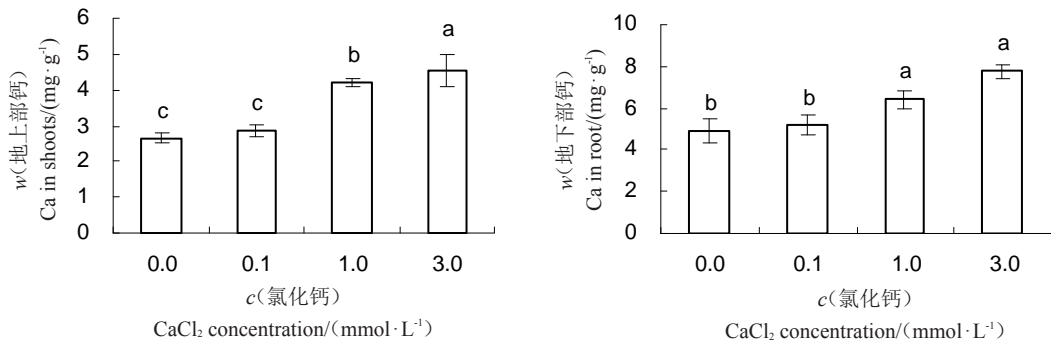 w(地上部钙)
Ca in shoots/(mg·g⁻¹)
6
5
4
3
2
1
0
c
c
b
a
0.0 0.1 1.0 3.0
c(氯化钙)
CaCl₂ concentration/(mmol·L⁻¹)
w(地下部钙)
Ca in root/(mg·g⁻¹)
10
8
6
4
2
0
b
b
a
a
0.0 0.1 1.0 3.0
c(氯化钙)
CaCl₂ concentration/(mmol·L⁻¹)